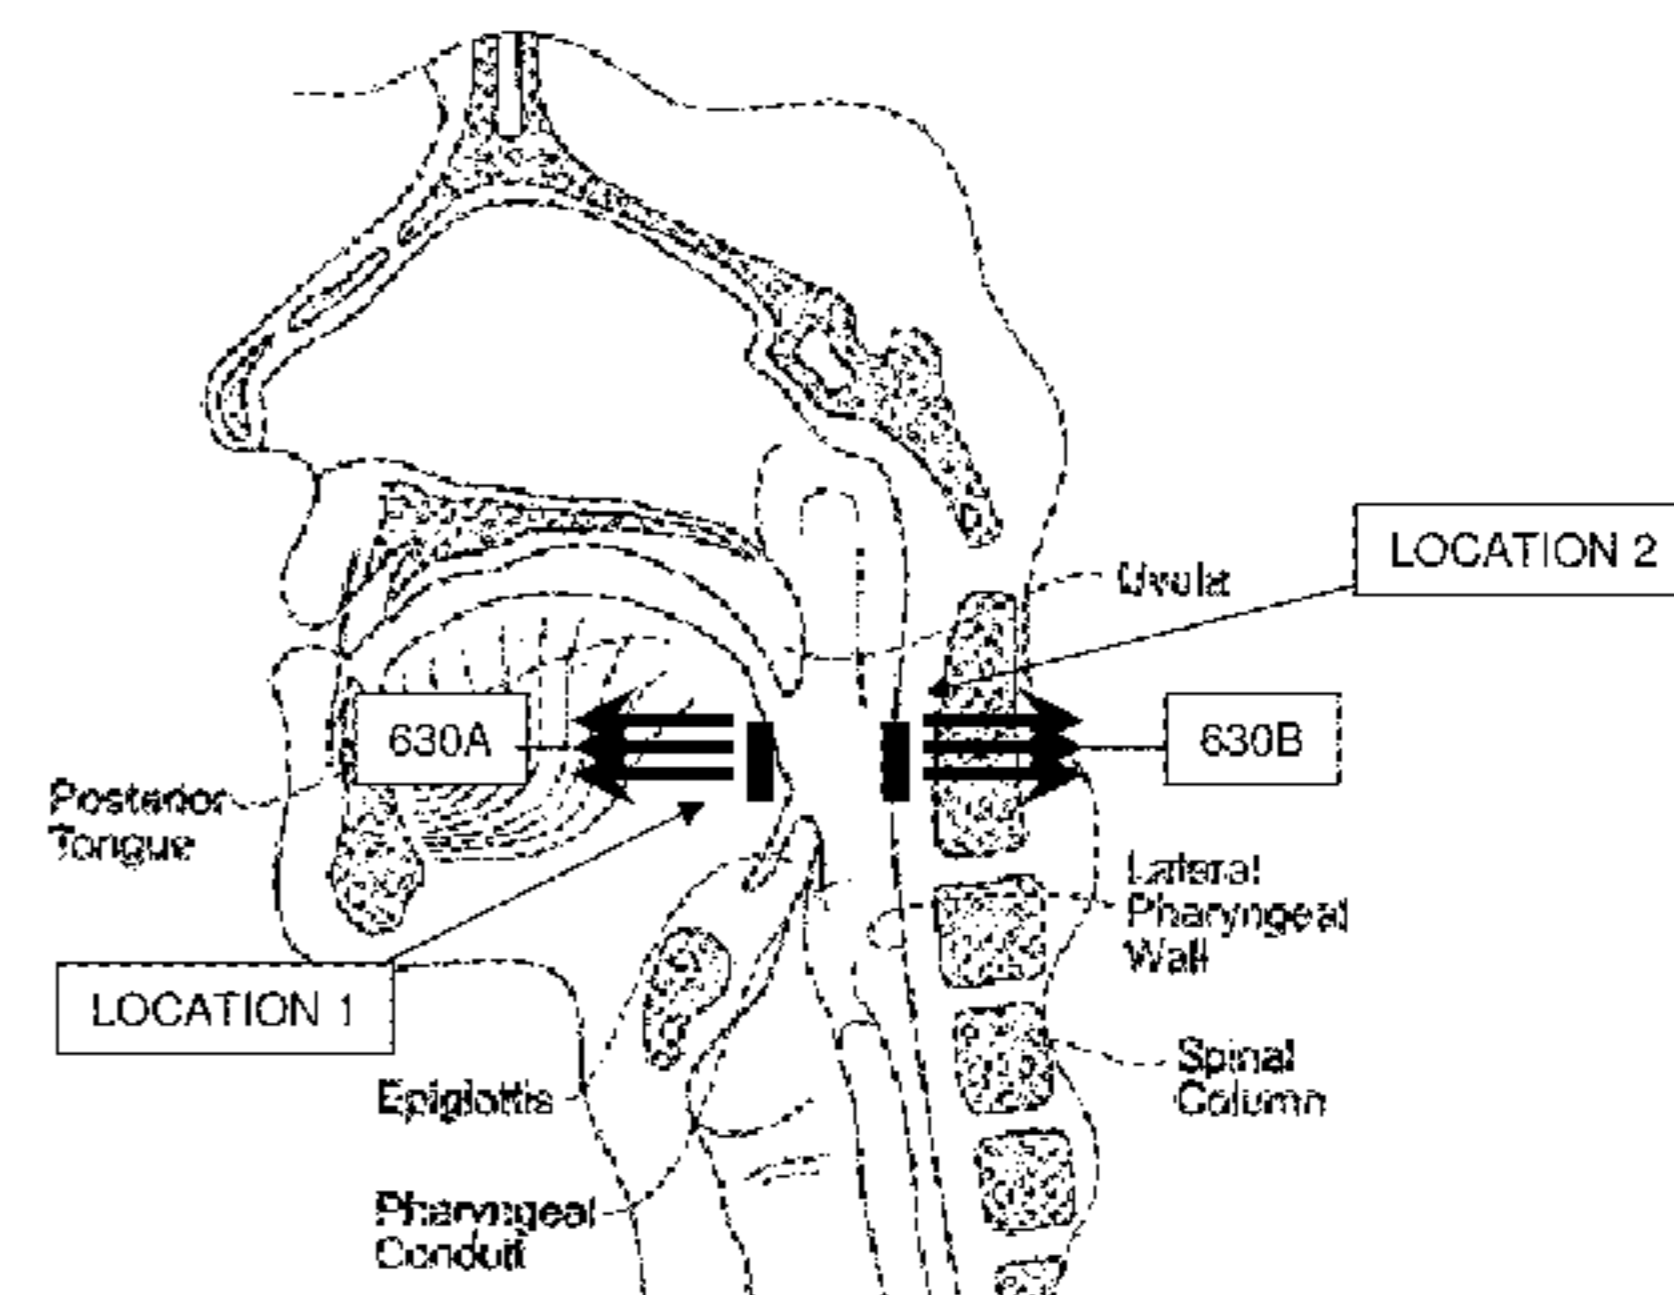 LOCATION 2
Uvula
630A
630B
Posterior
Tongue
Lateral
Pharyngeal
Wall
LOCATION 1
Spinal
Column
Epiglottis
Pharyngeal
Conduit